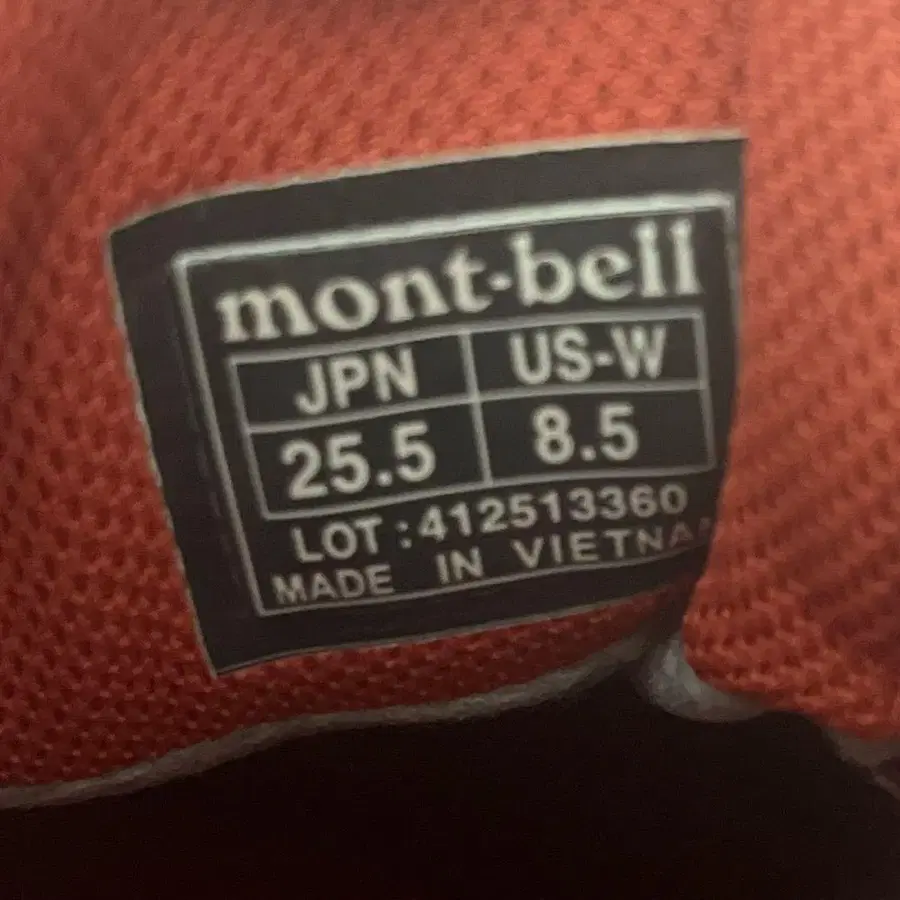 mont-bell
JPN US-W
25.5 8.5
LOT:412513360
MADE IN VIETNA